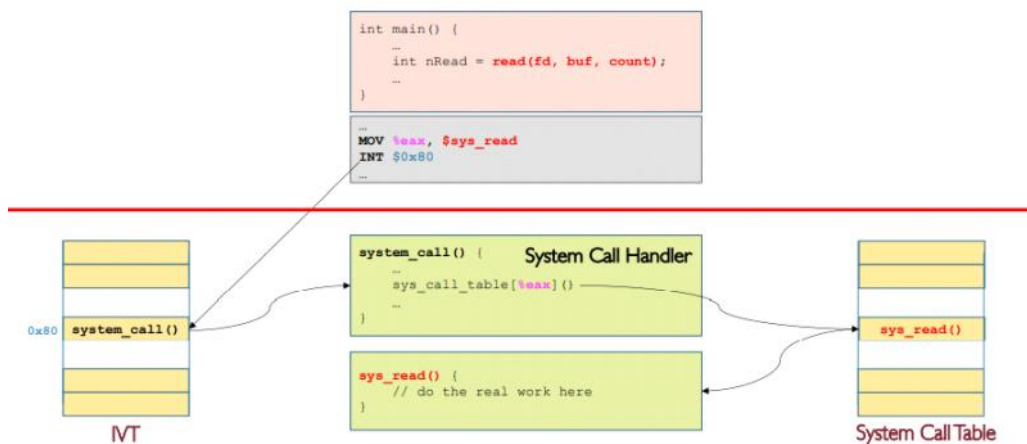 int main() {
…
int nRead = read(fd, buf, count);
…
}
…
MOV %eax, $sys_read
INT $0x80
…
system_call() {
System Call Handler
…
sys_call_table[%eax]()
…
}
0x80
system_call()
sys_read()
sys_read() {
// do the real work here
}
IVT
System Call Table